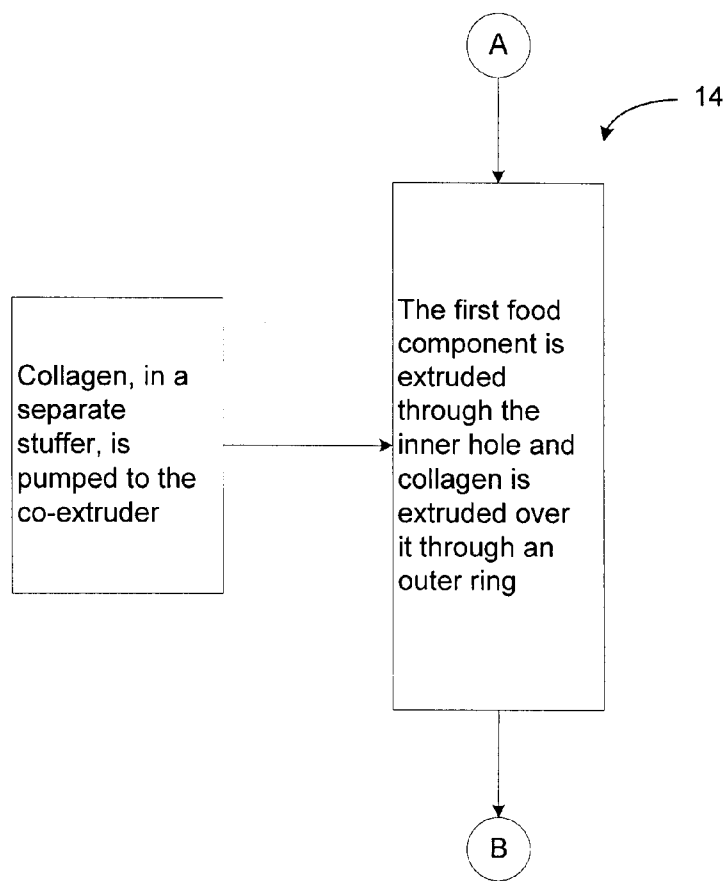 A
14
Collagen, in a
separate
stuffer, is
pumped to the
co-extruder
The first food
component is
extruded
through the
inner hole and
collagen is
extruded over
it through an
outer ring
B